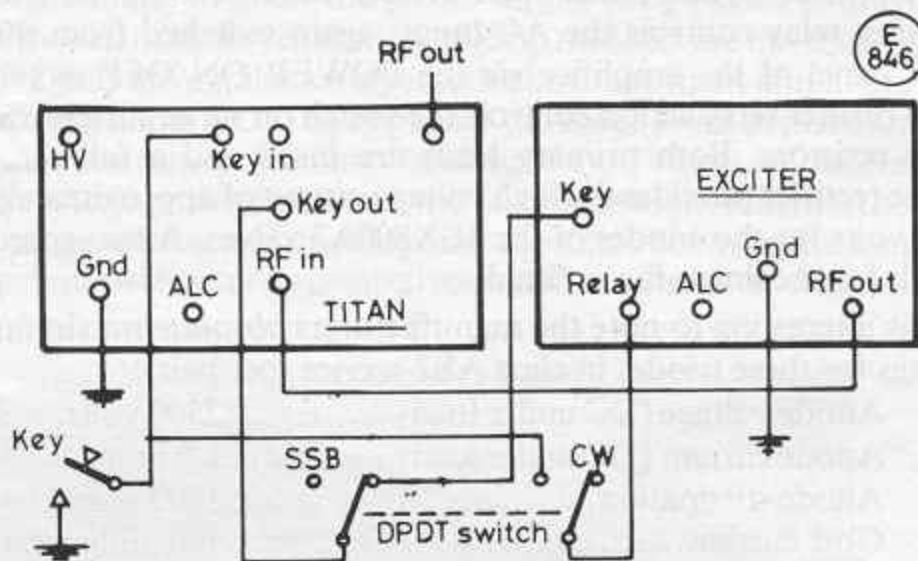 E
846
RF out
HV
Key in
Key out
Gnd
ALC
RF in
TITAN
Key
EXCITER
Gnd
Relay
ALC
RF out
Key
SSB
CW
DPDT switch